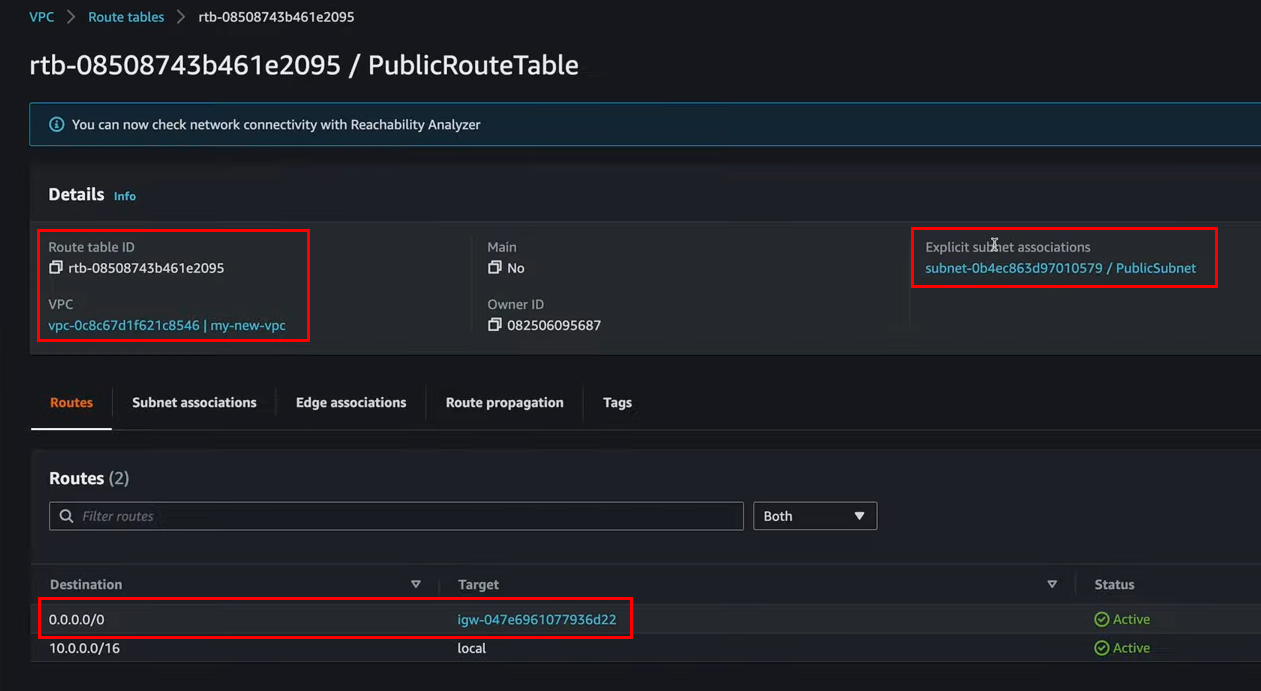 VPC > Route tables > rtb-08508743b461e2095
rtb-08508743b461e2095 / PublicRouteTable
You can now check network connectivity with Reachability Analyzer
Details Info
Route table ID
rtb-08508743b461e2095
VPC
vpc-0c8c67d1f621c8546 | my-new-vpc
Main
No
Owner ID
082506095687
Explicit subnet associations
subnet-0b4ec863d97010579 / PublicSubnet
Routes Subnet associations Edge associations Route propagation Tags
Routes (2)
Filter routes Both
Destination Target Status
0.0.0.0/0 igw-047e6961077936d22 Active
10.0.0.0/16 local Active